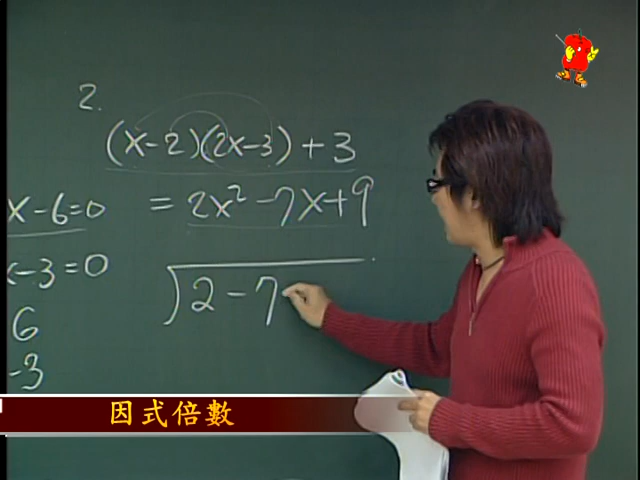 2.
(x-2)(2x-3)+3
x-6=0
= 2x²-7x+9
x-3=0
2-7
6
-3
因式倍數